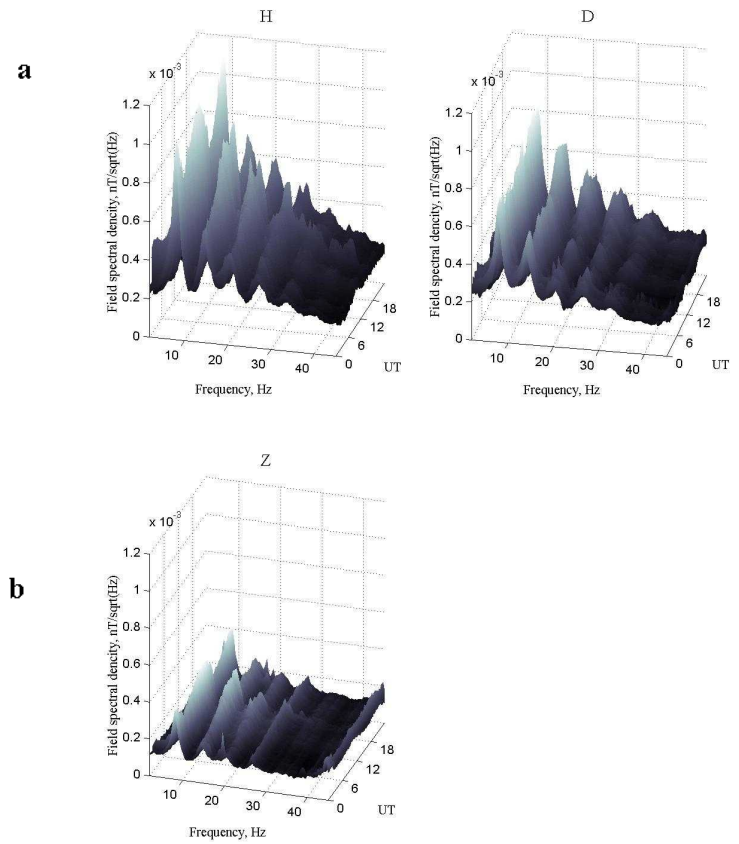 H
D
a
x 10⁻³
1.2
1
0.8
0.6
0.4
0.2
0
Field spectral dencity, nT/sqrt(Hz)
10
20
30
40
Frequency, Hz
0
6
12
18
UT
x 10⁻³
1.2
1
0.8
0.6
0.4
0.2
0
Field spectral dencity, nT/sqrt(Hz)
10
20
30
40
Frequency, Hz
0
6
12
18
UT
Z
b
x 10⁻³
1.2
1
0.8
0.6
0.4
0.2
0
Field spectral dencity, nT/sqrt(Hz)
10
20
30
40
Frequency, Hz
0
6
12
18
UT